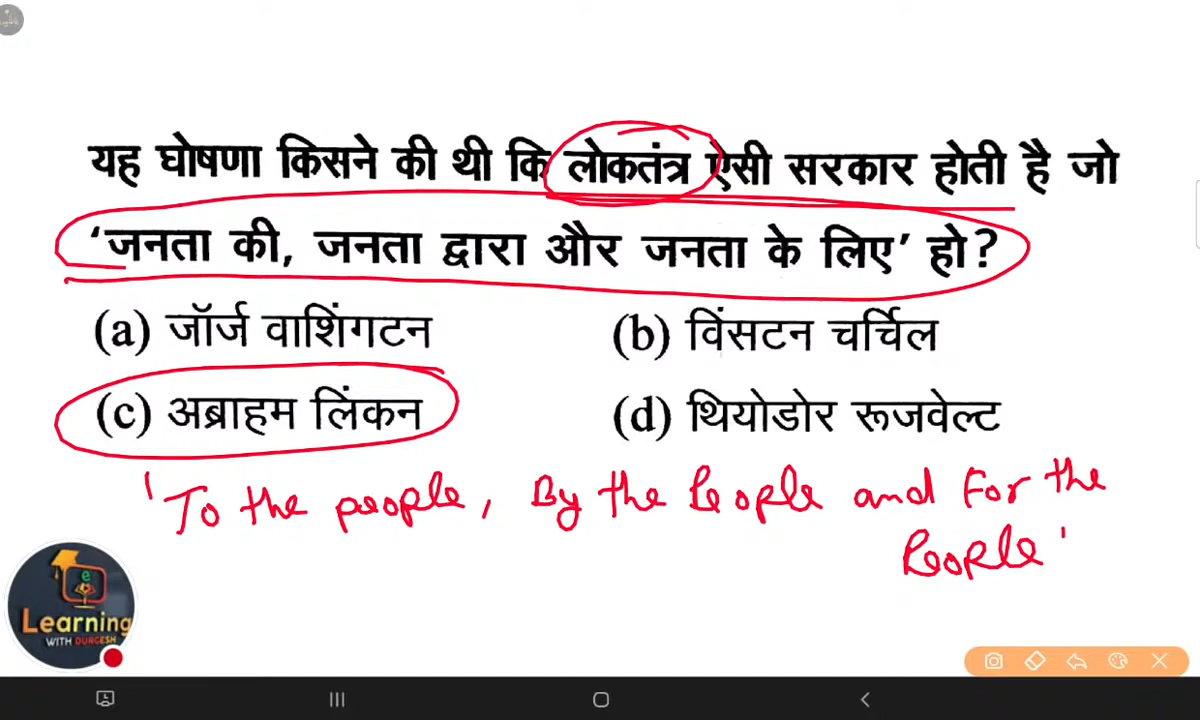 यह घोषणा किसने की थी कि लोकतंत्र ऐसी सरकार होती है जो
‘जनता की, जनता द्वारा और जनता के लिए’ हो?
(a) जॉर्ज वाशिंगटन (b) विंसटन चर्चिल
(c) अब्राहम लिंकन (d) थियोडोर रूजवेल्ट
'To the people, By the People and For the
People'
e
Learning
WITH DURGESH